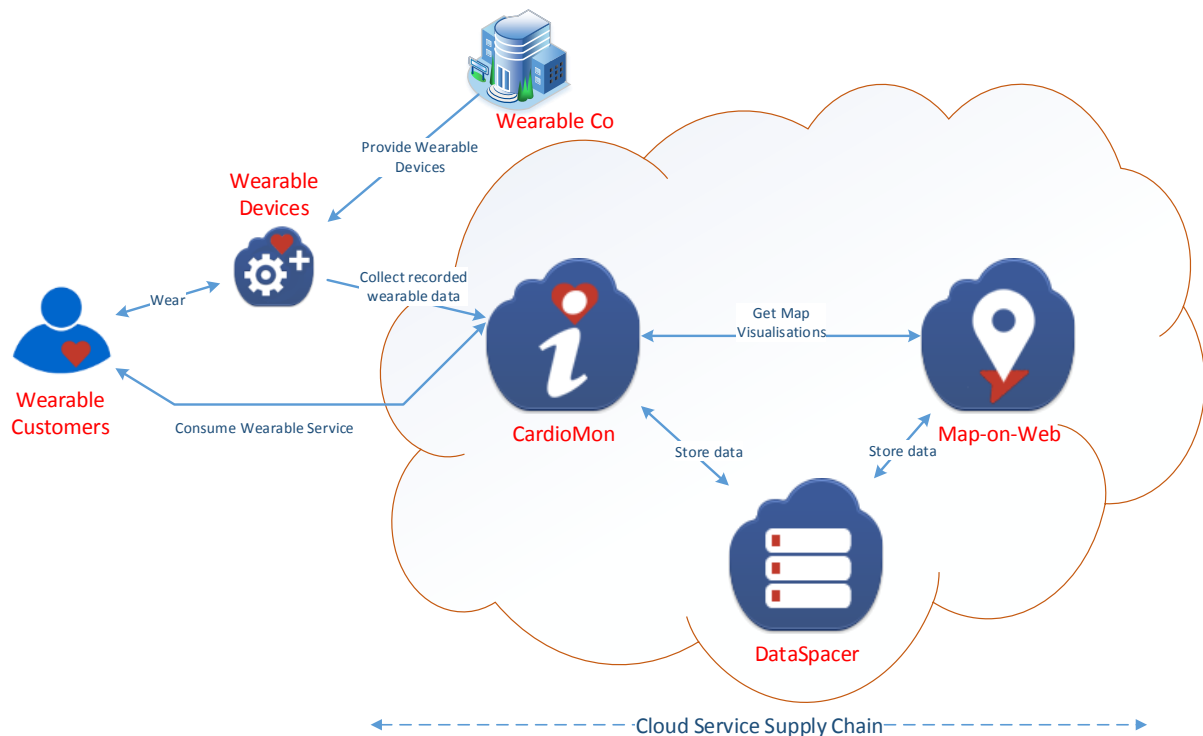 Wearable Co
Provide Wearable
Devices
Wearable
Devices
Wear
Collect recorded
wearable data
Get Map
Visualisations
Wearable
Customers
Consume Wearable Service
CardioMon
Map-on-Web
Store data
Store data
DataSpacer
Cloud Service Supply Chain